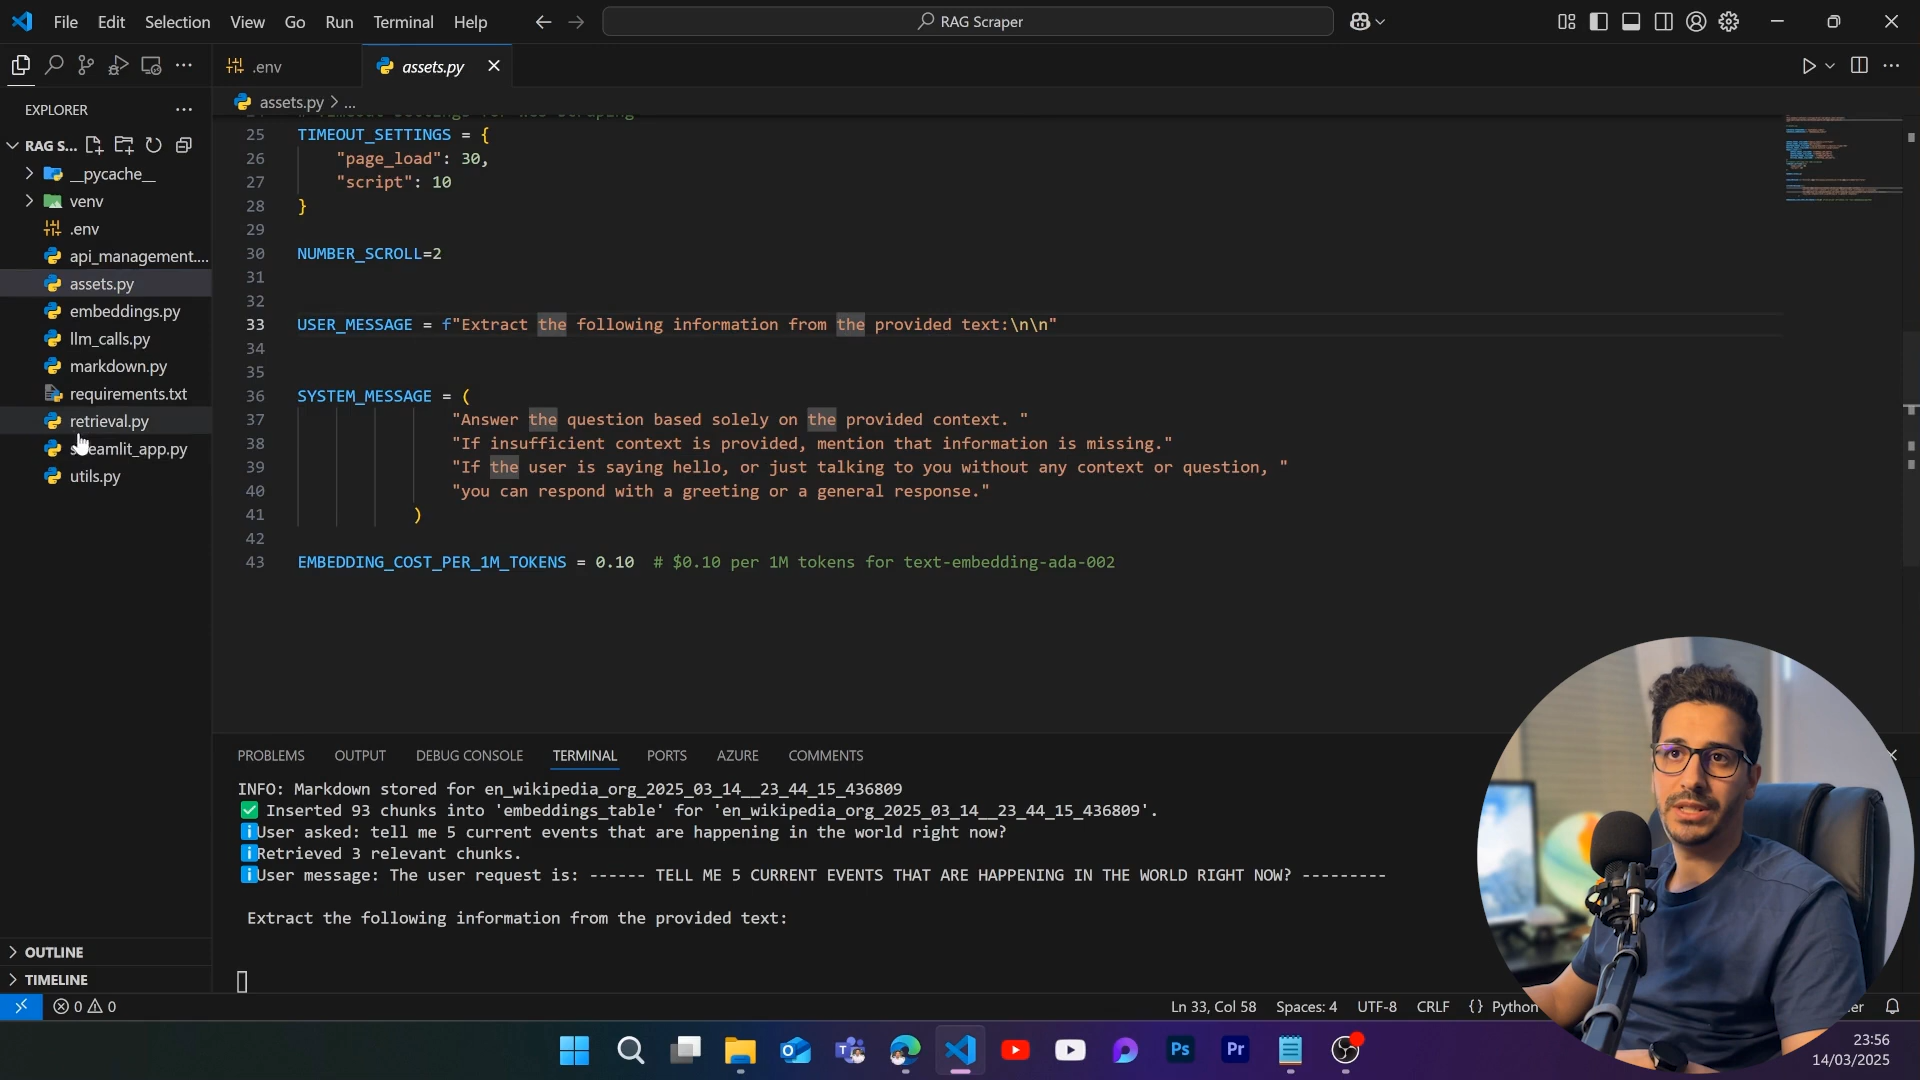 File Edit Selection View Go Run Terminal Help
RAG Scraper
.env
assets.py
EXPLORER
assets.py > ...
RAG S...
__pycache__
venv
.env
api_management....
assets.py
embeddings.py
llm_calls.py
markdown.py
requirements.txt
retrieval.py
utils.py
25 TIMEOUT_SETTINGS = {
26 "page_load": 30,
27 "script": 10
28 }
29
30 NUMBER_SCROLL=2
31
32
33 USER_MESSAGE = f"Extract the following information from the provided text:\n\n"
34
35
36 SYSTEM_MESSAGE = (
37 "Answer the question based solely on the provided context. "
38 "If insufficient context is provided, mention that information is missing."
39 "If the user is saying hello, or just talking to you without any context or question, "
40 "you can respond with a greeting or a general response."
41 )
42
43 EMBEDDING_COST_PER_1M_TOKENS = 0.10 # $0.10 per 1M tokens for text-embedding-ada-002
PROBLEMS OUTPUT DEBUG CONSOLE TERMINAL PORTS AZURE COMMENTS
INFO: Markdown stored for en_wikipedia_org_2025_03_14__23_44_15_436809
✅ Inserted 93 chunks into 'embeddings_table' for 'en_wikipedia_org_2025_03_14__23_44_15_436809'.
User asked: tell me 5 current events that are happening in the world right now?
Retrieved 3 relevant chunks.
User message: The user request is: ------ TELL ME 5 CURRENT EVENTS THAT ARE HAPPENING IN THE WORLD RIGHT NOW? ---------
Extract the following information from the provided text:
OUTLINE
TIMELINE
0 0
Ln 33, Col 58 Spaces: 4 UTF-8 CRLF {} Python
Ps
Pr
23:56
14/03/2025